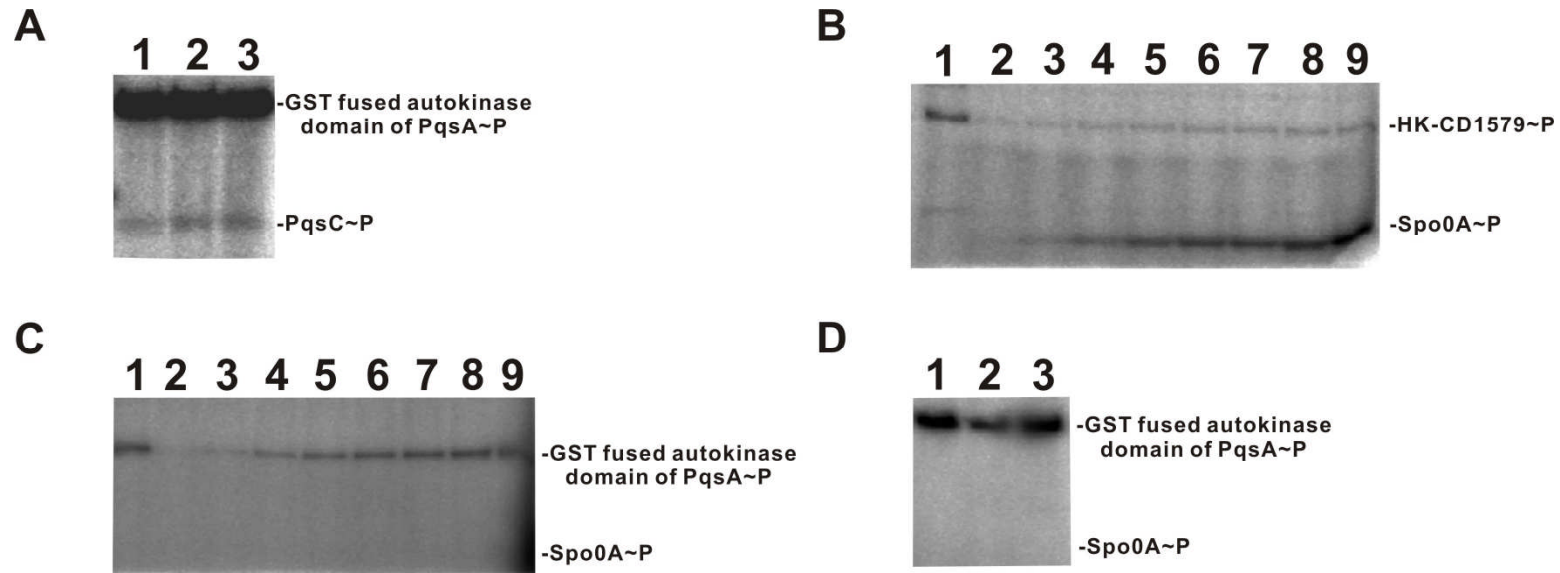 A
1 2 3
-GST fused autokinase
domain of PqsA~P
-PqsC~P
B
1 2 3 4 5 6 7 8 9
-HK-CD1579~P
-Spo0A~P
C
1 2 3 4 5 6 7 8 9
-GST fused autokinase
domain of PqsA~P
-Spo0A~P
D
1 2 3
-GST fused autokinase
domain of PqsA~P
-Spo0A~P